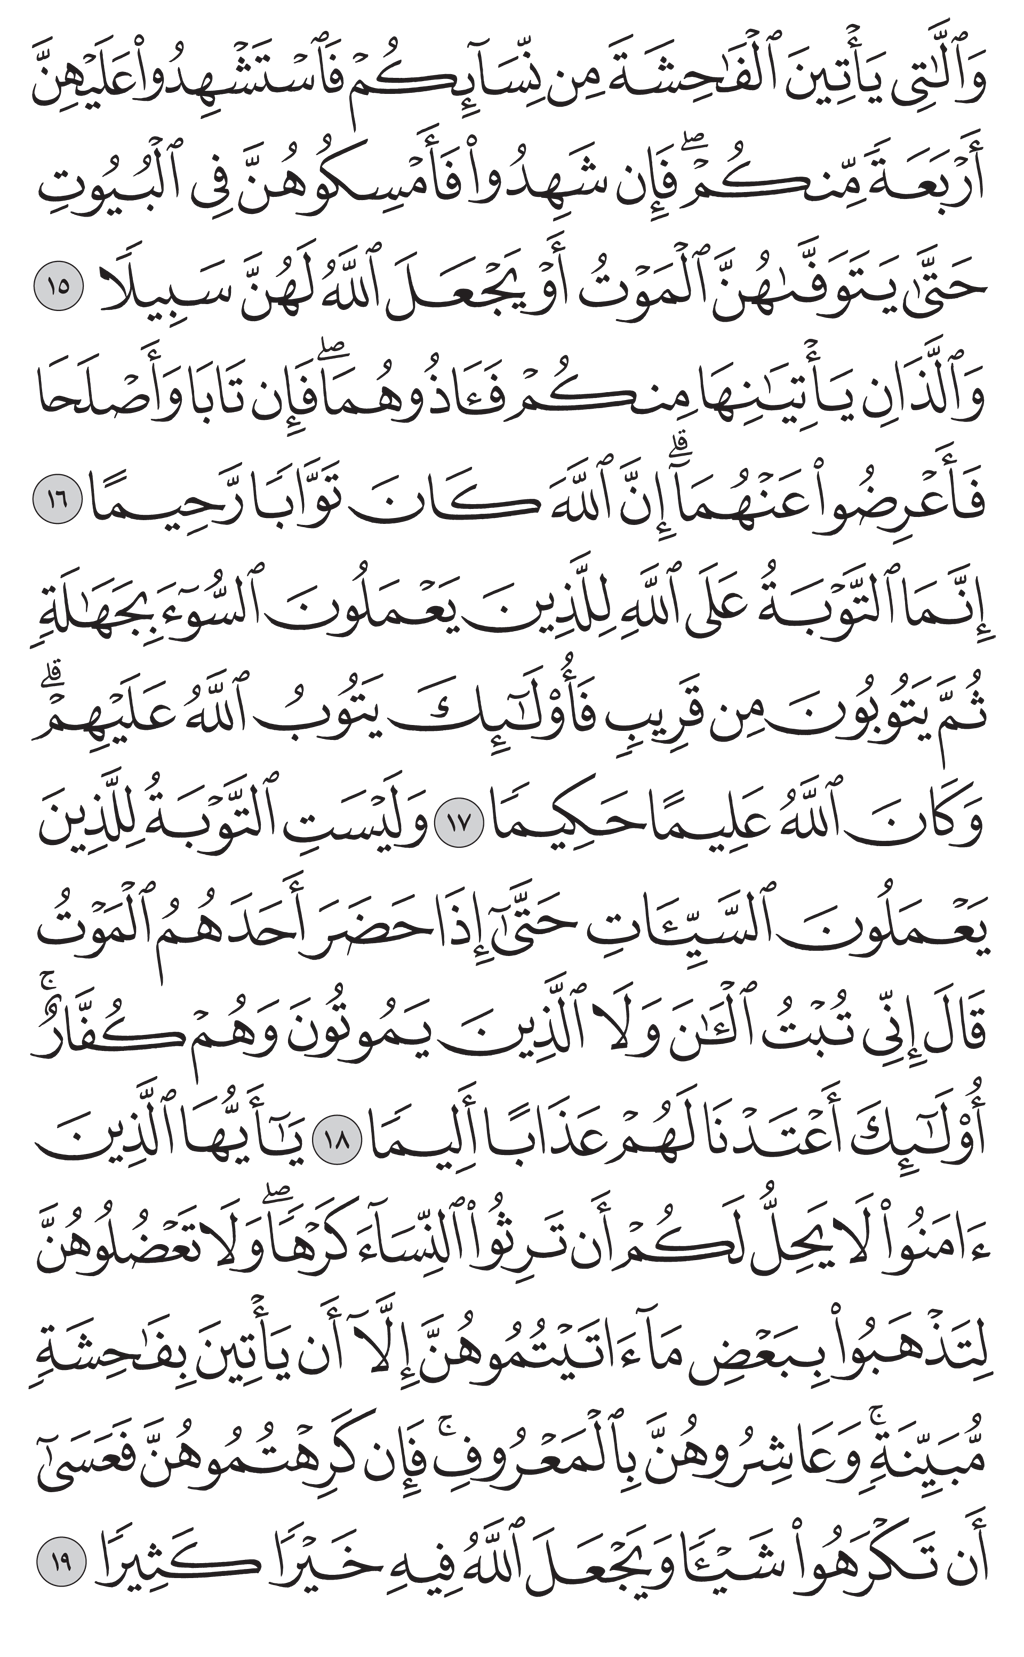 وَٱلَّٰتِى يَأۡتِينَ ٱلۡفَٰحِشَةَ مِن نِّسَآئِكُمۡ فَٱسۡتَشۡهِدُواْ عَلَيۡهِنَّ
أَرۡبَعَةٗ مِّنكُمۡۖ فَإِن شَهِدُواْ فَأَمۡسِكُوهُنَّ فِى ٱلۡبُيُوتِ
حَتَّىٰ يَتَوَفَّىٰهُنَّ ٱلۡمَوۡتُ أَوۡ يَجۡعَلَ ٱللَّهُ لَهُنَّ سَبِيلٗا ١٥
وَٱلَّذَانِ يَأۡتِيَٰنِهَا مِنكُمۡ فَـَٔاذُوهُمَاۖ فَإِن تَابَا وَأَصۡلَحَا
فَأَعۡرِضُواْ عَنۡهُمَآۗ إِنَّ ٱللَّهَ كَانَ تَوَّابٗا رَّحِيمًا ١٦
إِنَّمَا ٱلتَّوۡبَةُ عَلَى ٱللَّهِ لِلَّذِينَ يَعۡمَلُونَ ٱلسُّوٓءَ بِجَهَٰلَةٖ
ثُمَّ يَتُوبُونَ مِن قَرِيبٖ فَأُوْلَٰٓئِكَ يَتُوبُ ٱللَّهُ عَلَيۡهِمۡۗ
وَكَانَ ٱللَّهُ عَلِيمًا حَكِيمٗا ١٧ وَلَيۡسَتِ ٱلتَّوۡبَةُ لِلَّذِينَ
يَعۡمَلُونَ ٱلسَّيِّـَٔاتِ حَتَّىٰٓ إِذَا حَضَرَ أَحَدَهُمُ ٱلۡمَوۡتُ
قَالَ إِنِّى تُبۡتُ ٱلۡـَٰٔنَ وَلَا ٱلَّذِينَ يَمُوتُونَ وَهُمۡ كُفَّارٌۚ
أُوْلَٰٓئِكَ أَعۡتَدۡنَا لَهُمۡ عَذَابًا أَلِيمٗا ١٨ يَٰٓأَيُّهَا ٱلَّذِينَ
ءَامَنُواْ لَا يَحِلُّ لَكُمۡ أَن تَرِثُواْ ٱلنِّسَآءَ كَرۡهٗاۖ وَلَا تَعۡضُلُوهُنَّ
لِتَذۡهَبُواْ بِبَعۡضِ مَآ ءَاتَيۡتُمُوهُنَّ إِلَّآ أَن يَأۡتِينَ بِفَٰحِشَةٖ
مُّبَيِّنَةٖۚ وَعَاشِرُوهُنَّ بِٱلۡمَعۡرُوفِۚ فَإِن كَرِهۡتُمُوهُنَّ فَعَسَىٰٓ
أَن تَكۡرَهُواْ شَيۡـٔٗا وَيَجۡعَلَ ٱللَّهُ فِيهِ خَيۡرٗا كَثِيرٗا ١٩